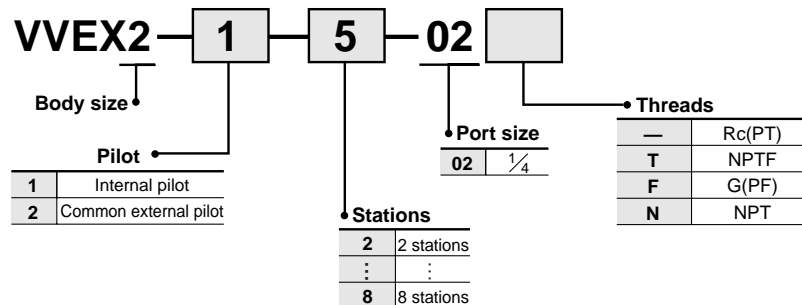 VVEX2 — 1 — 5 — 02
Body size
Pilot
1 Internal pilot
2 Common external pilot
Stations
2 2 stations
⋮ ⋮
8 8 stations
Port size
02 1/4
Threads
— Rc(PT)
T NPTF
F G(PF)
N NPT